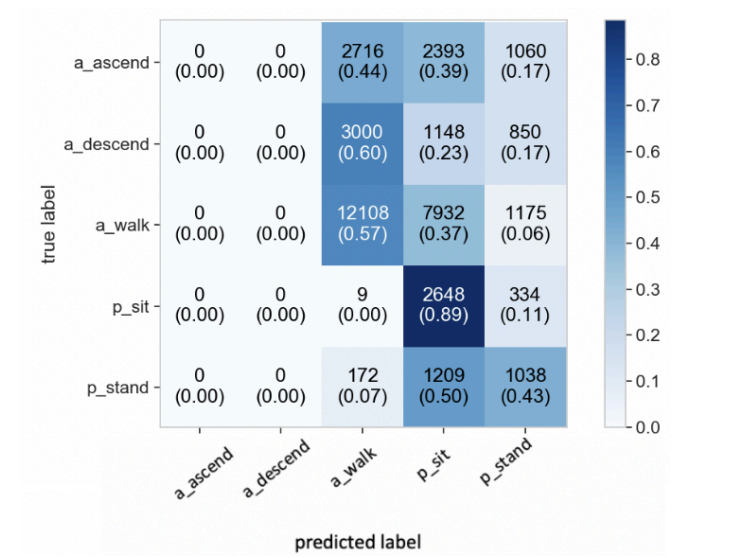 a_ascend 0 0 2716 2393 1060
(0.00) (0.00) (0.44) (0.39) (0.17)
a_descend 0 0 3000 1148 850
(0.00) (0.00) (0.60) (0.23) (0.17)
a_walk 0 0 12108 7932 1175
(0.00) (0.00) (0.57) (0.37) (0.06)
p_sit 0 0 9 2648 334
(0.00) (0.00) (0.00) (0.89) (0.11)
p_stand 0 0 172 1209 1038
(0.00) (0.00) (0.07) (0.50) (0.43)
true label
a_ascend a_descend a_walk p_sit p_stand
predicted label
0.8
0.7
0.6
0.5
0.4
0.3
0.2
0.1
0.0